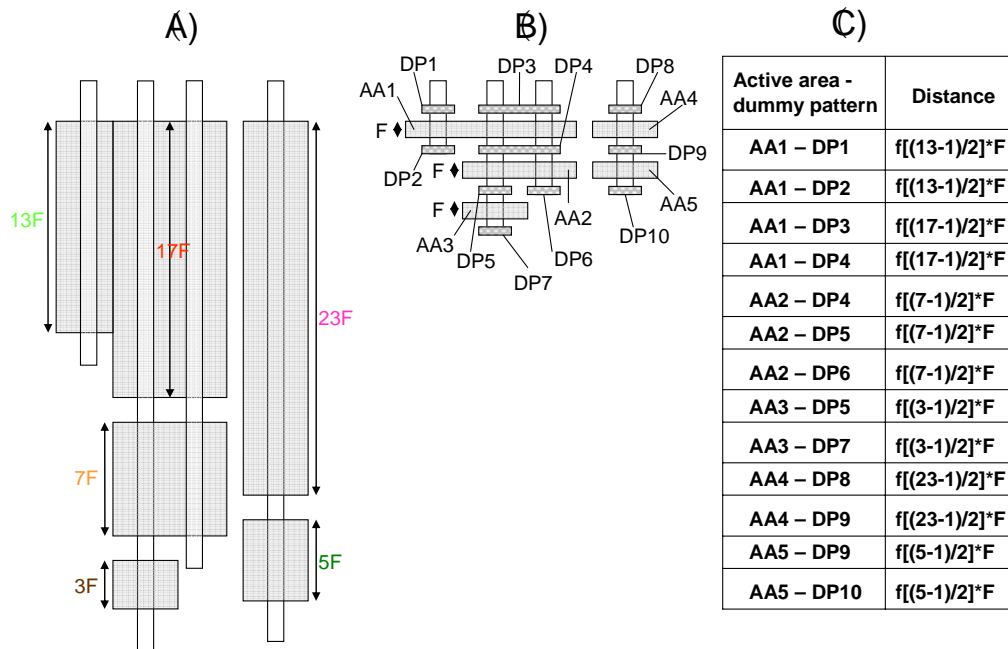 A)
B)
C)
13F
17F
23F
7F
5F
3F
DP1
DP3
DP4
DP8
AA1
AA4
F
DP9
DP2
F
F
AA2
AA5
AA3
DP5
DP6
DP10
DP7
Active area - dummy pattern Distance
AA1 – DP1 f[(13-1)/2]*F
AA1 – DP2 f[(13-1)/2]*F
AA1 – DP3 f[(17-1)/2]*F
AA1 – DP4 f[(17-1)/2]*F
AA2 – DP4 f[(7-1)/2]*F
AA2 – DP5 f[(7-1)/2]*F
AA2 – DP6 f[(7-1)/2]*F
AA3 – DP5 f[(3-1)/2]*F
AA3 – DP7 f[(3-1)/2]*F
AA4 – DP8 f[(23-1)/2]*F
AA4 – DP9 f[(23-1)/2]*F
AA5 – DP9 f[(5-1)/2]*F
AA5 – DP10 f[(5-1)/2]*F